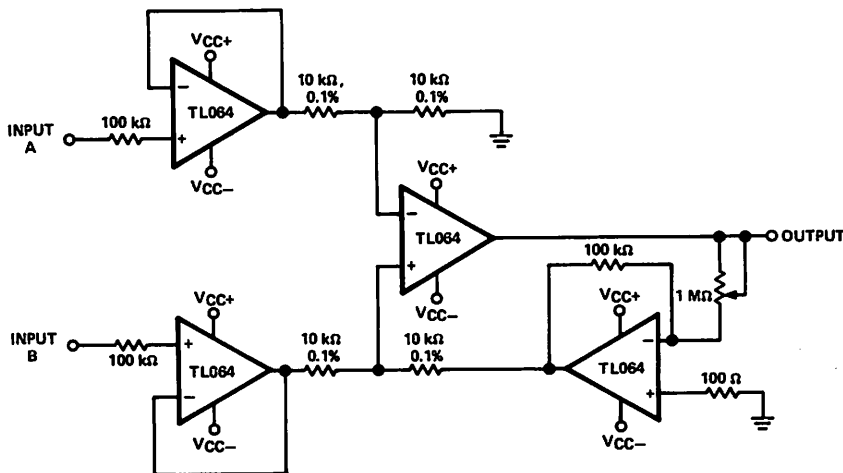 VCC+
TL064
−
+
VCC−
INPUT
A
100 kΩ
10 kΩ,
0.1%
10 kΩ
0.1%
VCC+
−
TL064
+
VCC−
OUTPUT
100 kΩ
1 MΩ
VCC+
−
TL064
+
VCC−
100 Ω
INPUT
B
100 kΩ
VCC+
+
TL064
−
VCC−
10 kΩ
0.1%
10 kΩ
0.1%